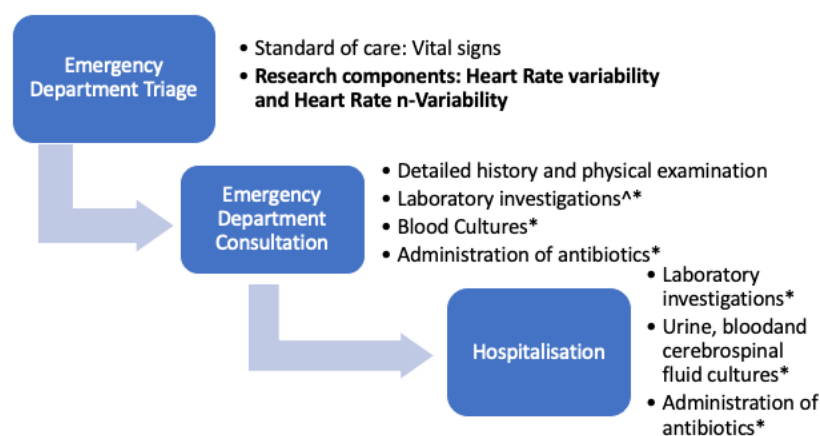 Emergency
Department Triage
• Standard of care: Vital signs
• Research components: Heart Rate variability
and Heart Rate n-Variability
Emergency
Department
Consultation
• Detailed history and physical examination
• Laboratory investigations^*
• Blood Cultures*
• Administration of antibiotics*
Hospitalisation
• Laboratory
investigations*
• Urine, bloodand
cerebrospinal
fluid cultures*
• Administration of
antibiotics*